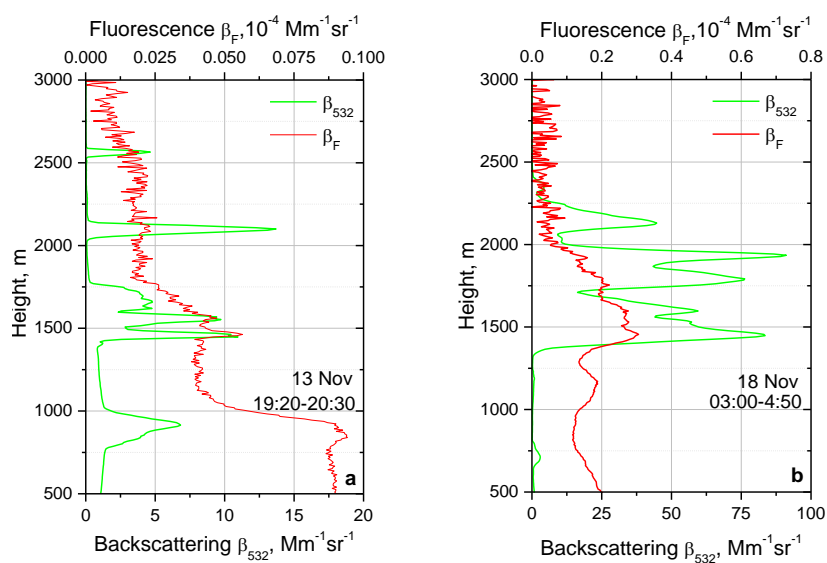 Fluorescence β_F,10⁻⁴ Mm⁻¹sr⁻¹
0.000 0.025 0.050 0.075 0.100
3000
2500
2000
1500
1000
500
Height, m
β₅₃₂
β_F
13 Nov
19:20-20:30
a
0 5 10 15 20
Backscattering β₅₃₂, Mm⁻¹sr⁻¹
Fluorescence β_F,10⁻⁴ Mm⁻¹sr⁻¹
0.0 0.2 0.4 0.6 0.8
3000
2500
2000
1500
1000
500
Height, m
β₅₃₂
β_F
18 Nov
03:00-4:50
b
0 25 50 75 100
Backscattering β₅₃₂, Mm⁻¹sr⁻¹